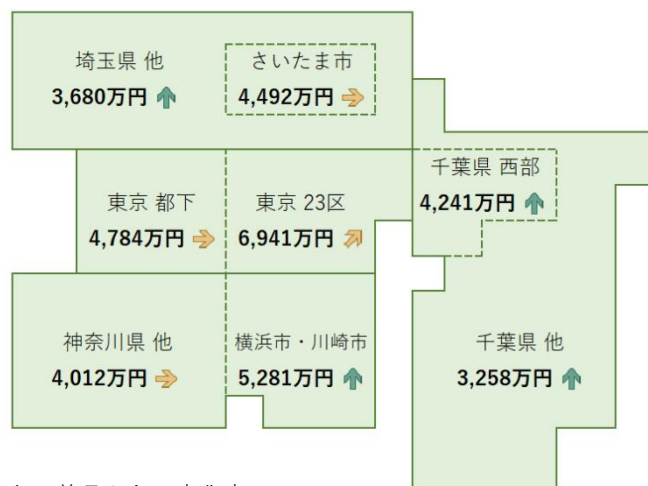 埼玉県 他
3,680万円
さいたま市
4,492万円
千葉県 西部
4,241万円
東京 都下
4,784万円
東京 23区
6,941万円
神奈川県 他
4,012万円
横浜市・川崎市
5,281万円
千葉県 他
3,258万円